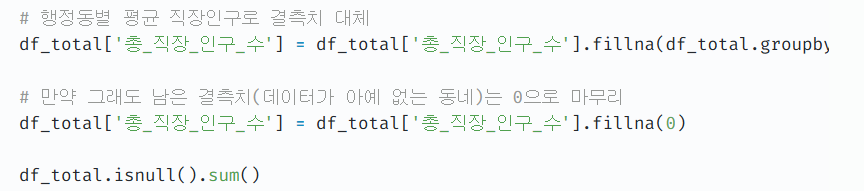 # 행정동별 평균 직장인구로 결측치 대체
df_total['총_직장_인구_수'] = df_total['총_직장_인구_수'].fillna(df_total.groupby
# 만약 그래도 남은 결측치(데이터가 아예 없는 동네)는 0으로 마무리
df_total['총_직장_인구_수'] = df_total['총_직장_인구_수'].fillna(0)
df_total.isnull().sum()